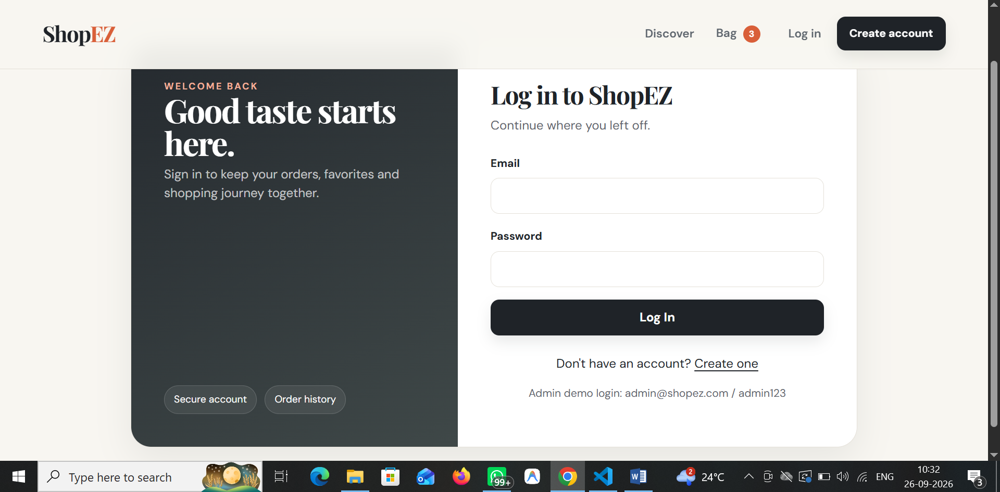 ShopEZ
Discover
Bag 3
Log in
Create account
WELCOME BACK
Good taste starts
here.
Sign in to keep your orders, favorites and
shopping journey together.
Secure account
Order history
Log in to ShopEZ
Continue where you left off.
Email
Password
Log In
Don't have an account? Create one
Admin demo login: admin@shopez.com / admin123
Type here to search
99+
2
24°C
ENG
10:32
26-09-2026
3